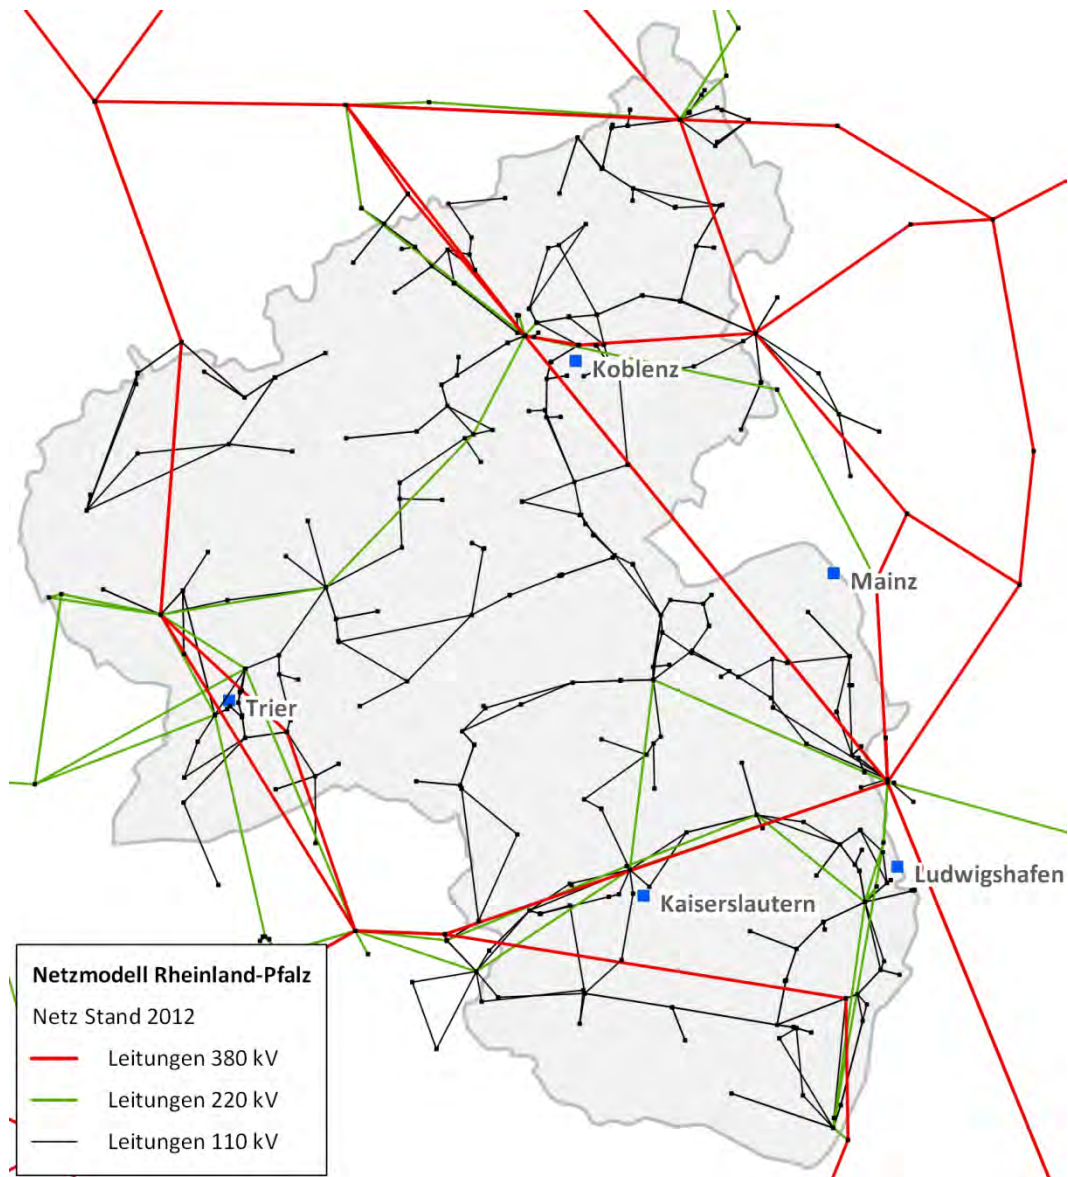 Koblenz
Mainz
Trier
Ludwigshafen
Kaiserslautern
Netzmodell Rheinland-Pfalz
Netz Stand 2012
Leitungen 380 kV
Leitungen 220 kV
Leitungen 110 kV